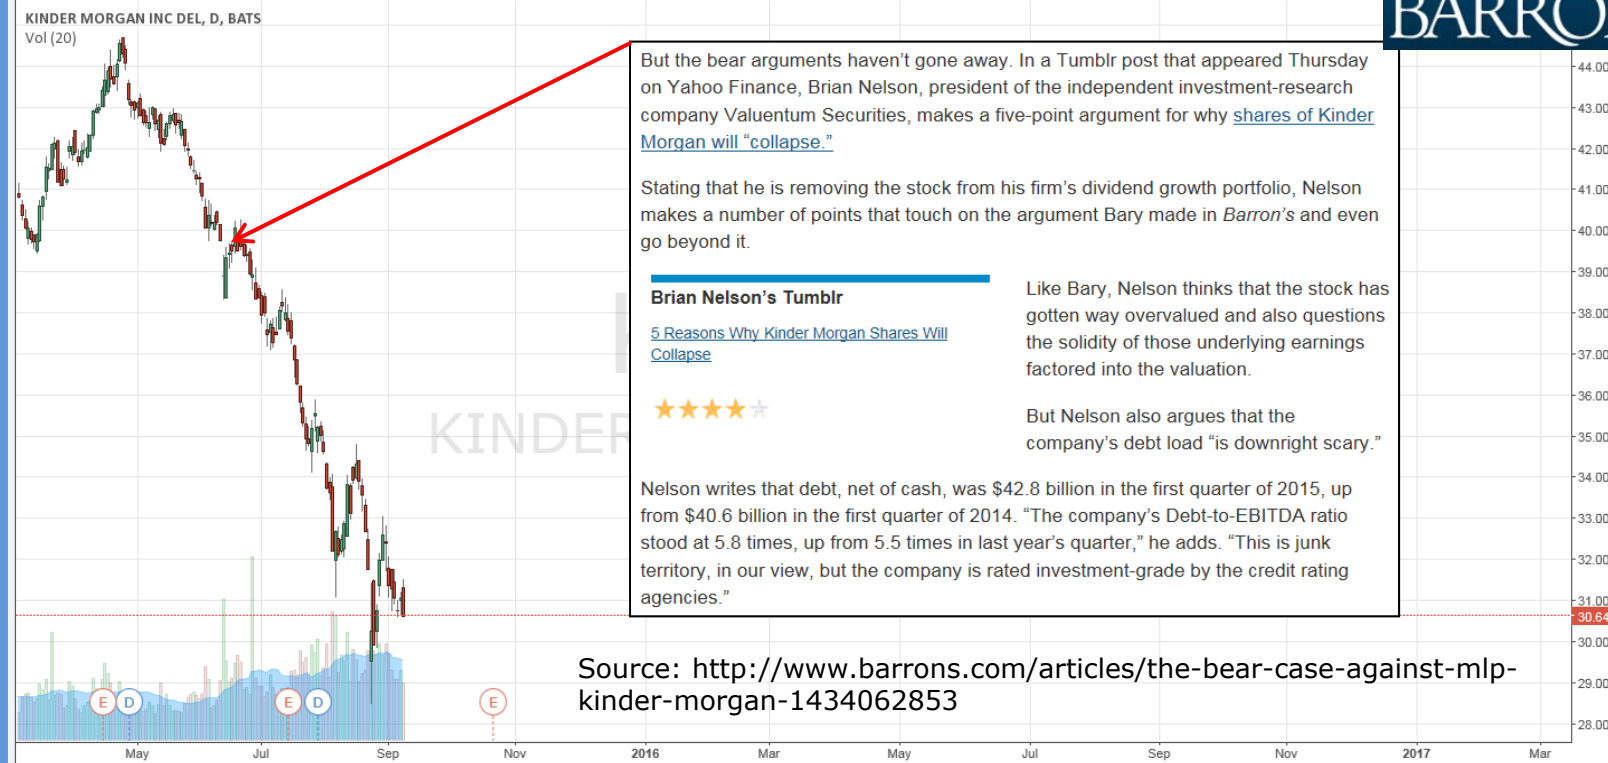 KINDER MORGAN INC DEL, D, BATS
Vol (20)
But the bear arguments haven’t gone away. In a Tumblr post that appeared Thursday
on Yahoo Finance, Brian Nelson, president of the independent investment-research
company Valuentum Securities, makes a five-point argument for why shares of Kinder
Morgan will “collapse.”
Stating that he is removing the stock from his firm’s dividend growth portfolio, Nelson
makes a number of points that touch on the argument Bary made in Barron’s and even
go beyond it.
Brian Nelson’s Tumblr
5 Reasons Why Kinder Morgan Shares Will
Collapse
Like Bary, Nelson thinks that the stock has
gotten way overvalued and also questions
the solidity of those underlying earnings
factored into the valuation.
But Nelson also argues that the
company’s debt load “is downright scary.”
Nelson writes that debt, net of cash, was $42.8 billion in the first quarter of 2015, up
from $40.6 billion in the first quarter of 2014. “The company’s Debt-to-EBITDA ratio
stood at 5.8 times, up from 5.5 times in last year’s quarter,” he adds. “This is junk
territory, in our view, but the company is rated investment-grade by the credit rating
agencies.”
Source: http://www.barrons.com/articles/the-bear-case-against-mlp-
kinder-morgan-1434062853
BARRO
44.00
43.00
42.00
41.00
40.00
39.00
38.00
37.00
36.00
35.00
34.00
33.00
32.00
31.00
30.64
30.00
29.00
28.00
KINDER
E D E D E
May Jul Sep Nov 2016 Mar May Jul Sep Nov 2017 Mar